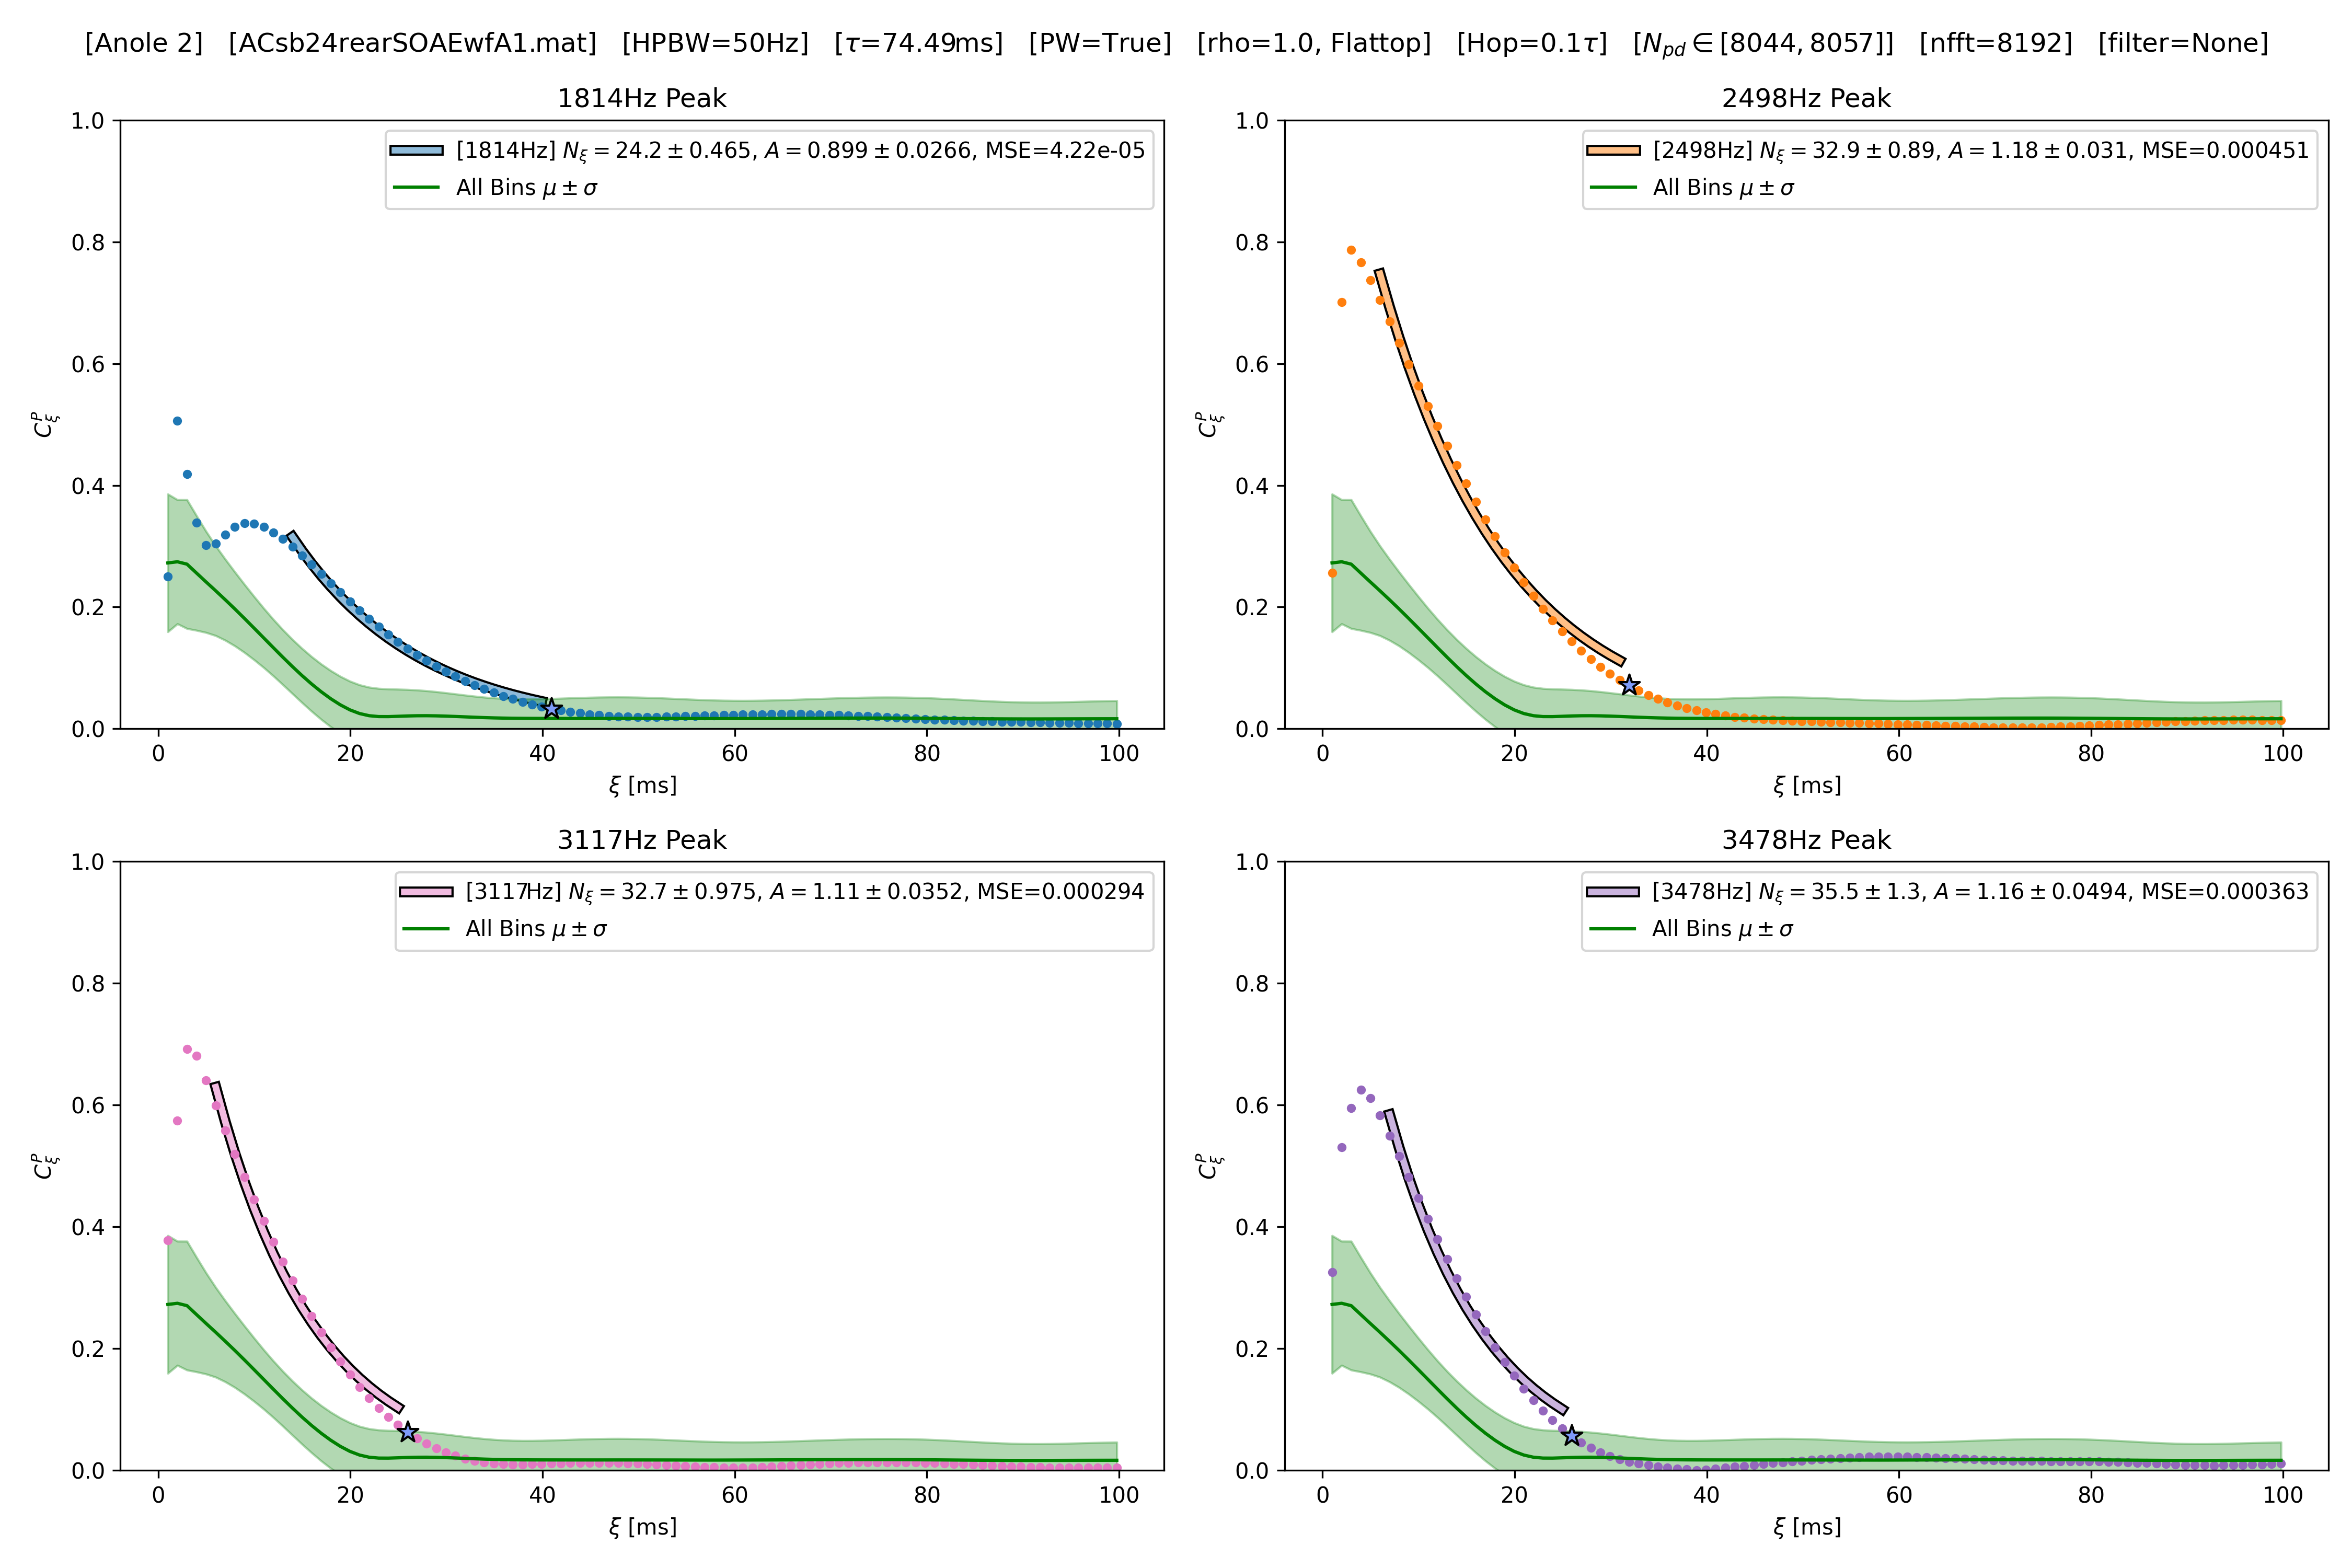 [Anole 2] [ACsb24rearSOAEwfA1.mat] [HPBW=50Hz] [τ=74.49ms] [PW=True] [rho=1.0, Flattop] [Hop=0.1τ] [N_pd ∈ [8044, 8057]] [nfft=8192] [filter=None]
1814Hz Peak
[1814Hz] N_ξ = 24.2 ± 0.465, A = 0.899 ± 0.0266, MSE=4.22e-05
All Bins μ ± σ
1.0
0.8
0.6
0.4
0.2
0.0
C_ξ^P
0 20 40 60 80 100
ξ [ms]
2498Hz Peak
[2498Hz] N_ξ = 32.9 ± 0.89, A = 1.18 ± 0.031, MSE=0.000451
All Bins μ ± σ
1.0
0.8
0.6
0.4
0.2
0.0
C_ξ^P
0 20 40 60 80 100
ξ [ms]
3117Hz Peak
[3117Hz] N_ξ = 32.7 ± 0.975, A = 1.11 ± 0.0352, MSE=0.000294
All Bins μ ± σ
1.0
0.8
0.6
0.4
0.2
0.0
C_ξ^P
0 20 40 60 80 100
ξ [ms]
3478Hz Peak
[3478Hz] N_ξ = 35.5 ± 1.3, A = 1.16 ± 0.0494, MSE=0.000363
All Bins μ ± σ
1.0
0.8
0.6
0.4
0.2
0.0
C_ξ^P
0 20 40 60 80 100
ξ [ms]